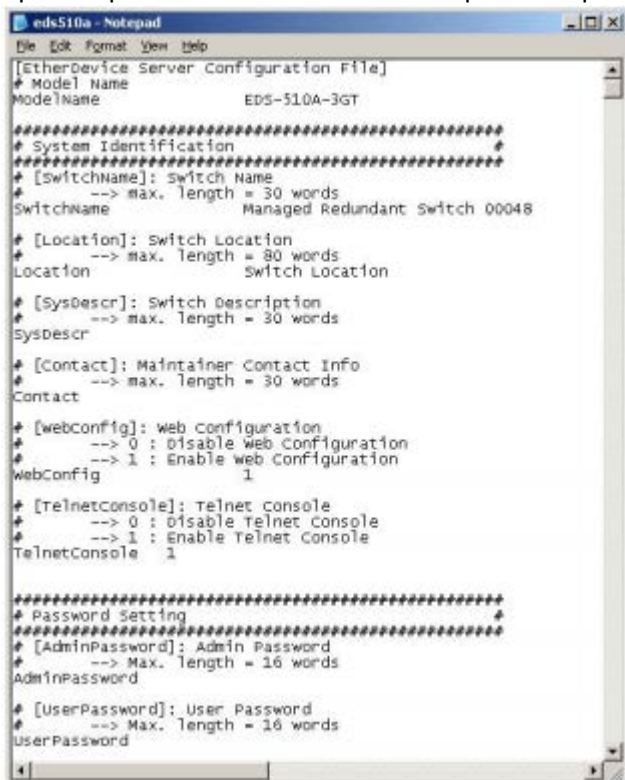 eds510a - Notepad
File Edit Format View Help
[EtherDevice Server Configuration File]
# Model Name
ModelName EDS-510A-3GT
##################################################
# System Identification #
##################################################
# [SwitchName]: Switch Name
# --> max. length = 30 words
SwitchName Managed Redundant Switch 00048
# [Location]: Switch Location
# --> max. length = 80 words
Location Switch Location
# [SysDescr]: Switch Description
# --> max. length = 30 words
SysDescr
# [Contact]: Maintainer Contact Info
# --> max. length = 30 words
Contact
# [WebConfig]: Web Configuration
# --> 0 : Disable Web Configuration
# --> 1 : Enable Web Configuration
WebConfig 1
# [TelnetConsole]: Telnet Console
# --> 0 : Disable Telnet Console
# --> 1 : Enable Telnet Console
TelnetConsole 1
##################################################
# Password Setting #
##################################################
# [AdminPassword]: Admin Password
# --> Max. length = 16 words
AdminPassword
# [UserPassword]: User Password
# --> Max. length = 16 words
UserPassword